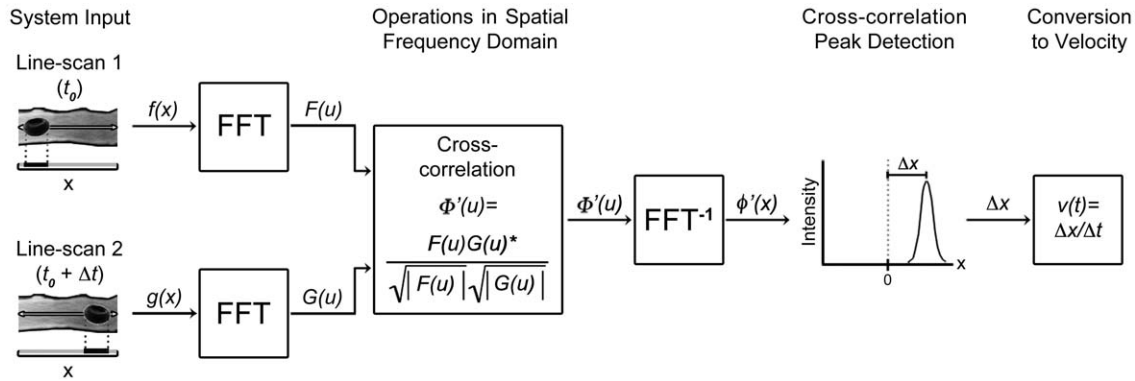 System Input
Operations in Spatial
Frequency Domain
Cross-correlation
Peak Detection
Conversion
to Velocity
Line-scan 1
(t₀)
x
f(x)
FFT
F(u)
Line-scan 2
(t₀ + Δt)
x
g(x)
FFT
G(u)
Cross-
correlation
Φ'(u)=
F(u)G(u)*
√| F(u) | √| G(u) |
Φ'(u)
FFT⁻¹
ϕ'(x)
Intensity
Δx
0
x
Δx
v(t)=
Δx/Δt